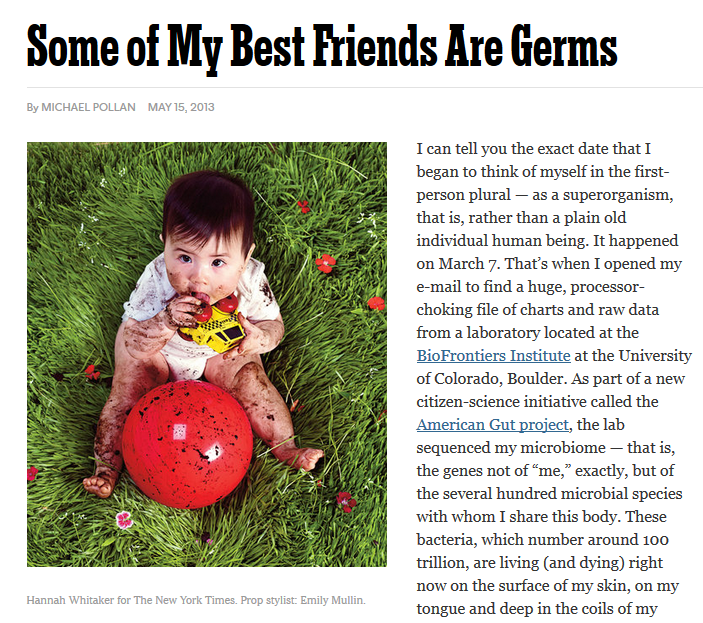 Some of My Best Friends Are Germs
By MICHAEL POLLAN MAY 15, 2013
I can tell you the exact date that I
began to think of myself in the first-
person plural — as a superorganism,
that is, rather than a plain old
individual human being. It happened
on March 7. That’s when I opened my
e-mail to find a huge, processor-
choking file of charts and raw data
from a laboratory located at the
BioFrontiers Institute at the University
of Colorado, Boulder. As part of a new
citizen-science initiative called the
American Gut project, the lab
sequenced my microbiome — that is,
the genes not of “me,” exactly, but of
the several hundred microbial species
with whom I share this body. These
bacteria, which number around 100
trillion, are living (and dying) right
now on the surface of my skin, on my
tongue and deep in the coils of my
Hannah Whitaker for The New York Times. Prop stylist: Emily Mullin.